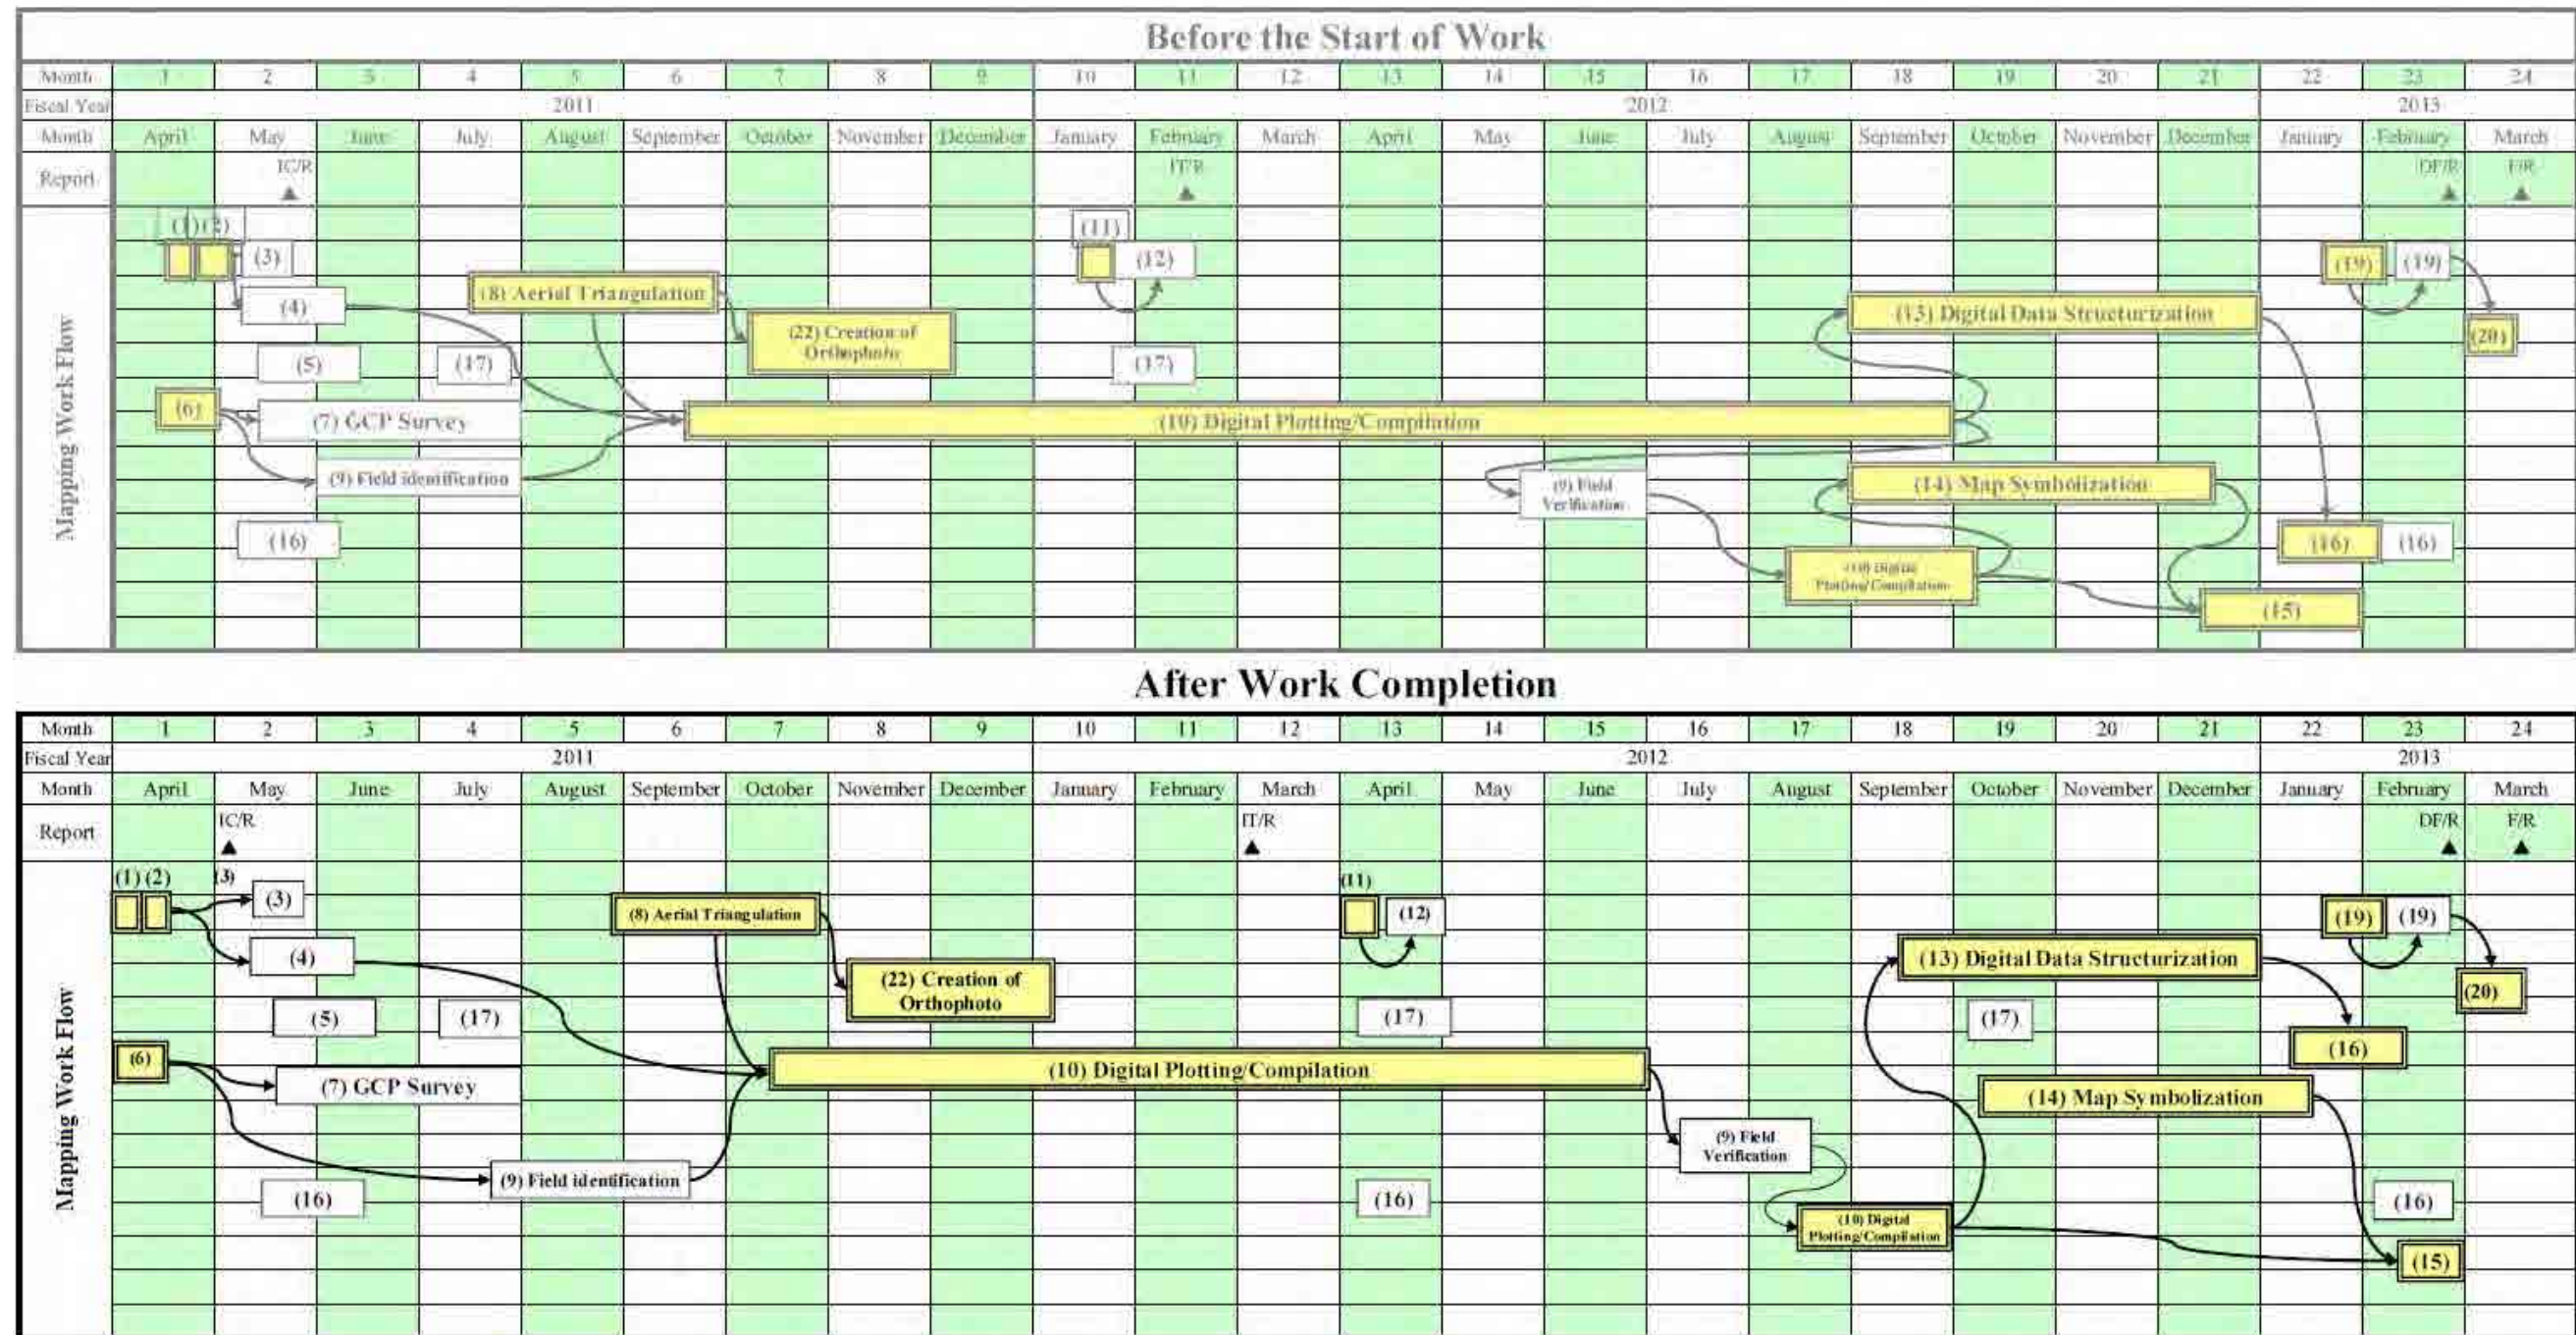 Before the Start of Work
Month 1 2 3 4 5 6 7 8 9 10 11 12 13 14 15 16 17 18 19 20 21 22 23 24
Fiscal Year 2011 2012 2013
Month April May June July August September October November December January February March April May June July August September October November December January February March
Report IC/R IT/R DF/R F/R
Mapping Work Flow
(1) (2) (11)
(3) (12) (19) (19)
(8) Aerial Triangulation
(4) (13) Digital Data Structurization
(22) Creation of
Orthophoto
(20)
(5) (17) (17)
(6)
(7) GCP Survey (10) Digital Plotting/Compilation
(9) Field identification (9) Field
Verification
(14) Map Symbolization
(16) (16) (16)
(10) Digital
Plotting/Compilation
(15)
After Work Completion
Month 1 2 3 4 5 6 7 8 9 10 11 12 13 14 15 16 17 18 19 20 21 22 23 24
Fiscal Year 2011 2012 2013
Month April May June July August September October November December January February March April May June July August September October November December January February March
Report IC/R IT/R DF/R F/R
Mapping Work Flow
(1) (2) (3) (11)
(3) (8) Aerial Triangulation (12) (19) (19)
(4) (13) Digital Data Structurization
(22) Creation of
Orthophoto
(20)
(5) (17) (17) (17)
(16)
(6) (10) Digital Plotting/Compilation
(7) GCP Survey (14) Map Symbolization
(9) Field
Verification
(9) Field identification
(16) (16) (16)
(10) Digital
Plotting/Compilation
(15)